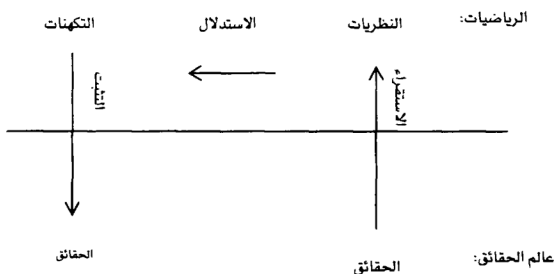 الرياضيات: النظريات الاستدلال التكهنات
الاستقراء
التثبت
عالم الحقائق: الحقائق الحقائق